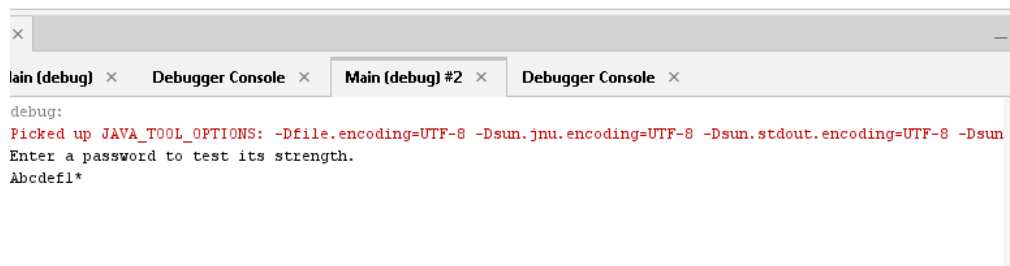 lain (debug) Debugger Console Main (debug) #2 Debugger Console
debug:
Picked up JAVA_TOOL_OPTIONS: -Dfile.encoding=UTF-8 -Dsun.jnu.encoding=UTF-8 -Dsun.stdout.encoding=UTF-8 -Dsun
Enter a password to test its strength.
Abcdef1*